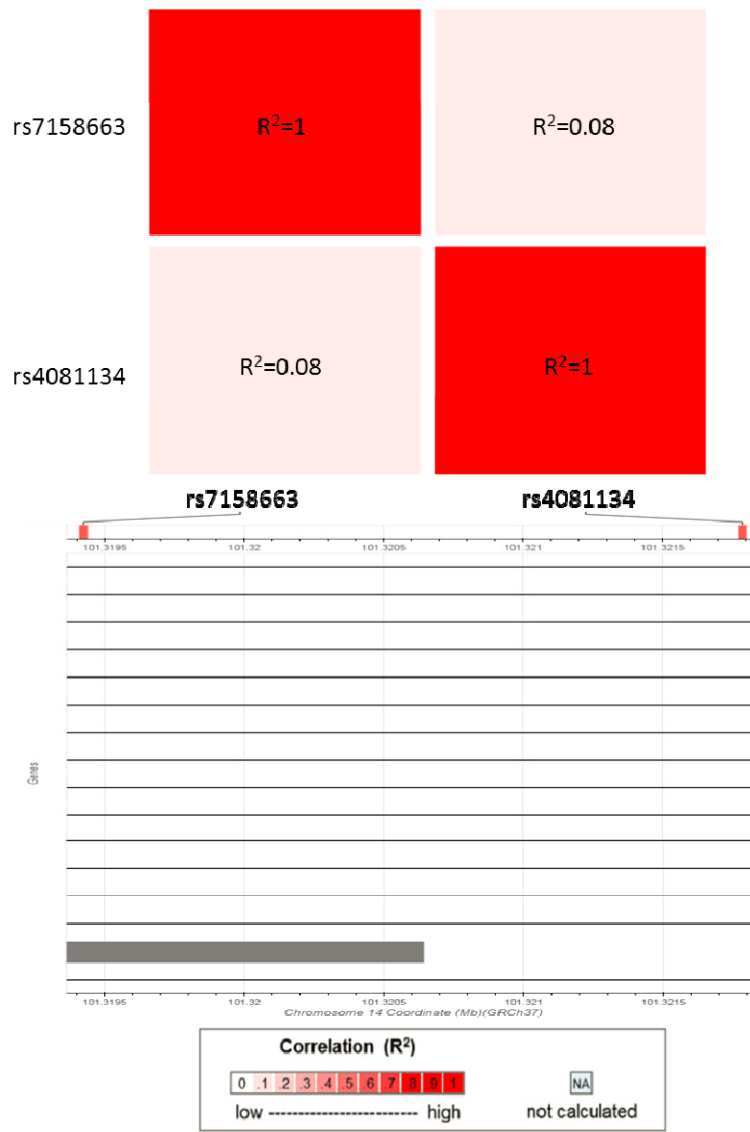 rs7158663
R²=1
R²=0.08
rs4081134
R²=0.08
R²=1
rs7158663 rs4081134
101.3195 101.32 101.3205 101.321 101.3215
Genes
101.3195 101.32 101.3205 101.321 101.3215
Chromosome 14 Coordinate (Mb)(GRCh37)
Correlation (R²)
0 .1 .2 .3 .4 .5 .6 .7 .8 .9 1 NA
low ------------------------ high not calculated